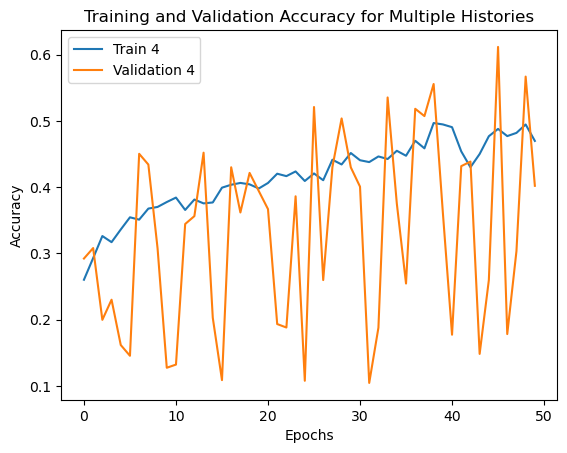 Training and Validation Accuracy for Multiple Histories
Train 4
Validation 4
0.6
0.5
0.4
0.3
0.2
0.1
Accuracy
0 10 20 30 40 50
Epochs